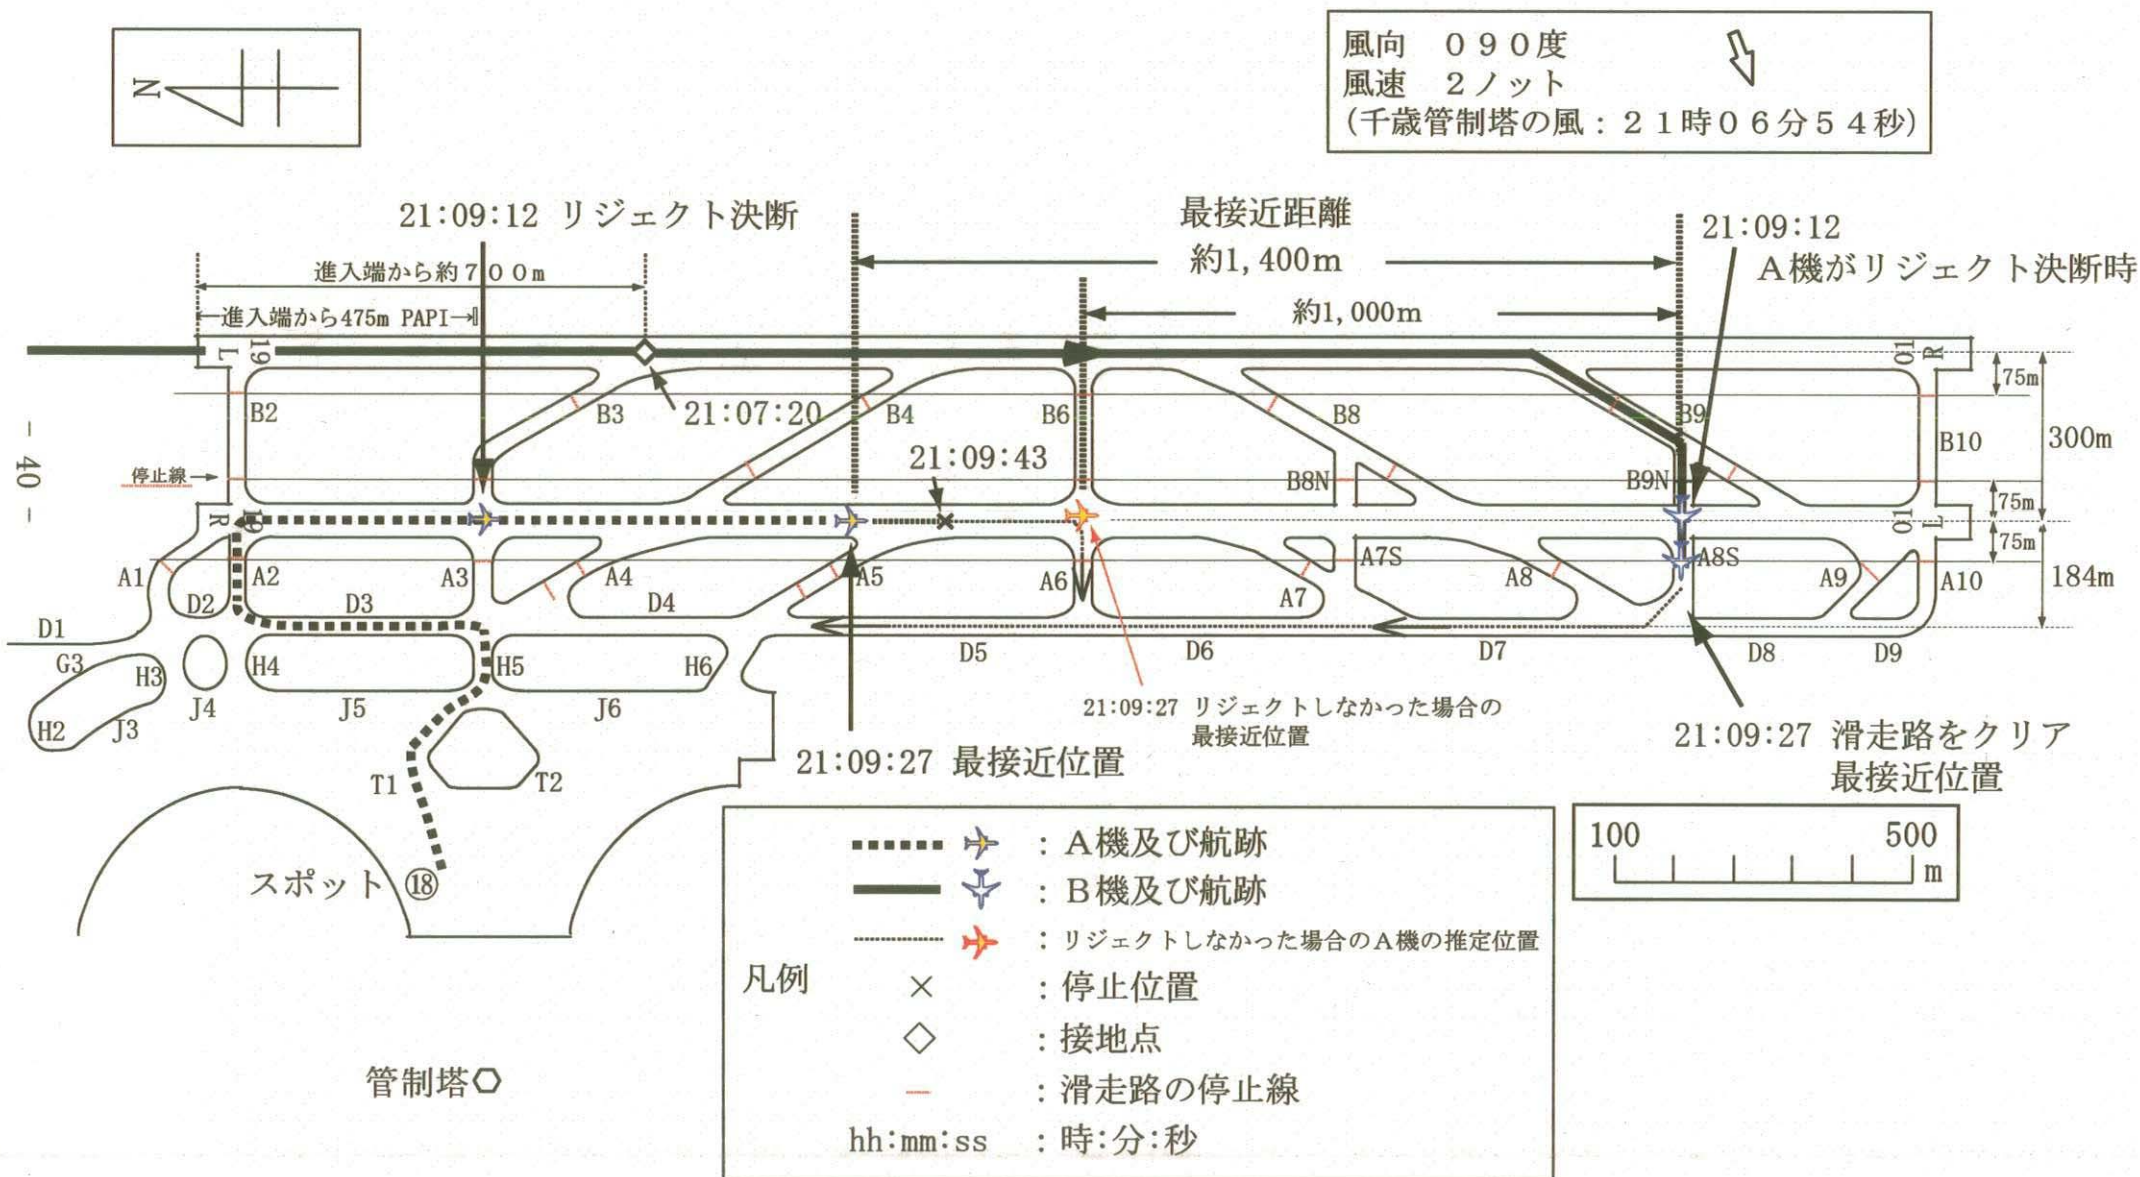 N
風向 ０９０度
風速 ２ノット
(千歳管制塔の風：２１時０６分５４秒)
21:09:12 リジェクト決断
最接近距離
約1,400m
21:09:12
A機がリジェクト決断時
進入端から約７００m
約1,000m
進入端から475m PAPI
19
L
01
R
75m
B2
B3
21:07:20
B4
B6
B8
B9
B10
300m
- 40 -
停止線
21:09:43
B8N
B9N
75m
19
R
01
L
75m
A1
A2
A3
A4
A5
A6
A7S
A8
A8S
A9
A10
A7
184m
D2
D3
D4
D1
D5
D6
D7
D8
D9
G3
H3
H4
H5
H6
H2
J3
J4
J5
J6
21:09:27 リジェクトしなかった場合の
最接近位置
21:09:27 最接近位置
21:09:27 滑走路をクリア
最接近位置
T1
T2
スポット ⑱
管制塔
100
500
m
凡例
：A機及び航跡
：B機及び航跡
：リジェクトしなかった場合のA機の推定位置
：停止位置
：接地点
：滑走路の停止線
hh:mm:ss ：時:分:秒